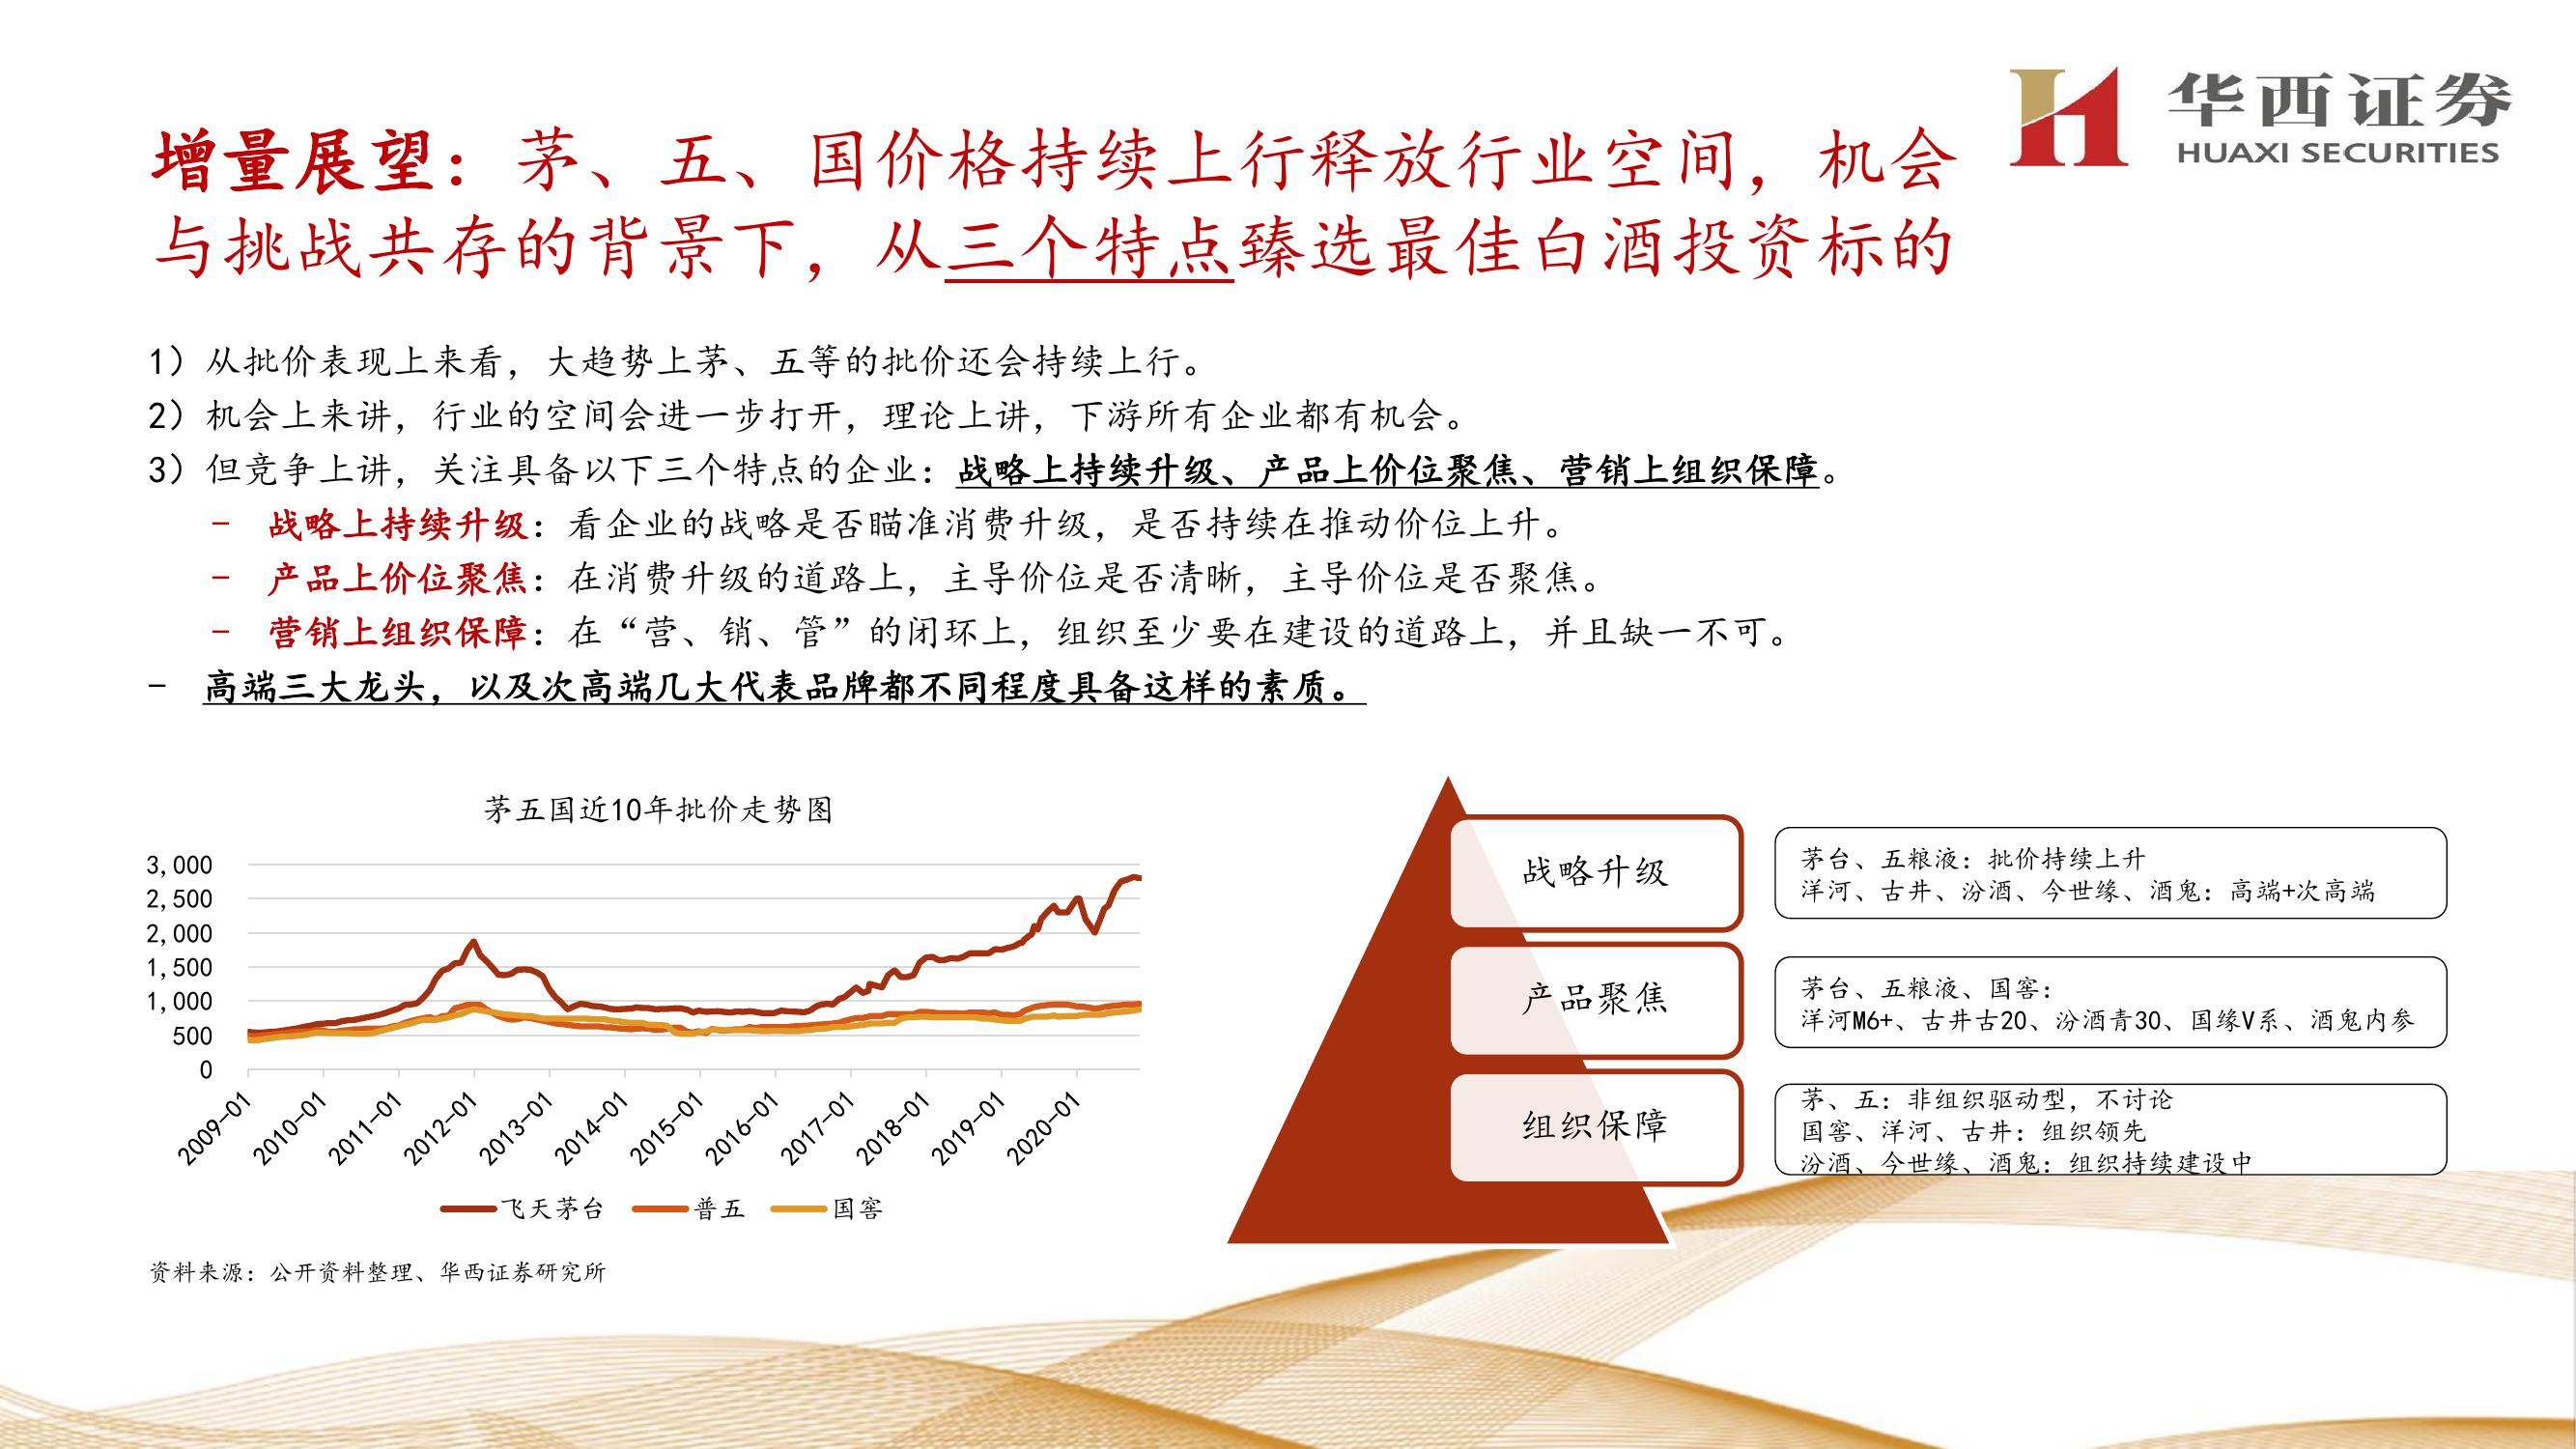 华西证券
HUAXI SECURITIES
增量展望：茅、五、国价格持续上行释放行业空间，机会
与挑战共存的背景下，从三个特点臻选最佳白酒投资标的
1）从批价表现上来看，大趋势上茅、五等的批价还会持续上行。
2）机会上来讲，行业的空间会进一步打开，理论上讲，下游所有企业都有机会。
3）但竞争上讲，关注具备以下三个特点的企业：战略上持续升级、产品上价位聚焦、营销上组织保障。
- 战略上持续升级：看企业的战略是否瞄准消费升级，是否持续在推动价位上升。
- 产品上价位聚焦：在消费升级的道路上，主导价位是否清晰，主导价位是否聚焦。
- 营销上组织保障：在“营、销、管”的闭环上，组织至少要在建设的道路上，并且缺一不可。
- 高端三大龙头，以及次高端几大代表品牌都不同程度具备这样的素质。
茅五国近10年批价走势图
3,000
2,500
2,000
1,500
1,000
500
0
2009-01
2010-01
2011-01
2012-01
2013-01
2014-01
2015-01
2016-01
2017-01
2018-01
2019-01
2020-01
飞天茅台 普五 国窖
资料来源：公开资料整理、华西证券研究所
战略升级
茅台、五粮液：批价持续上升
洋河、古井、汾酒、今世缘、酒鬼：高端+次高端
产品聚焦
茅台、五粮液、国窖：
洋河M6+、古井古20、汾酒青30、国缘V系、酒鬼内参
组织保障
茅、五：非组织驱动型，不讨论
国窖、洋河、古井：组织领先
汾酒、今世缘、酒鬼：组织持续建设中